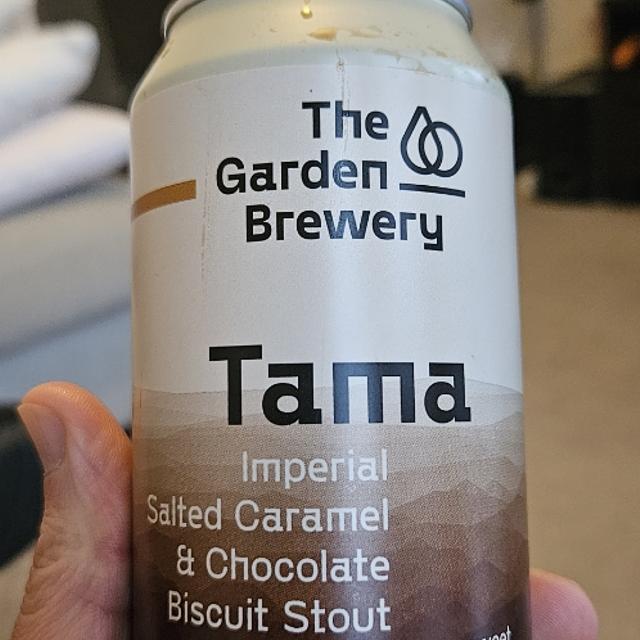 The
Garden
Brewery
Tama
Imperial
Salted Caramel
& Chocolate
Biscuit Stout